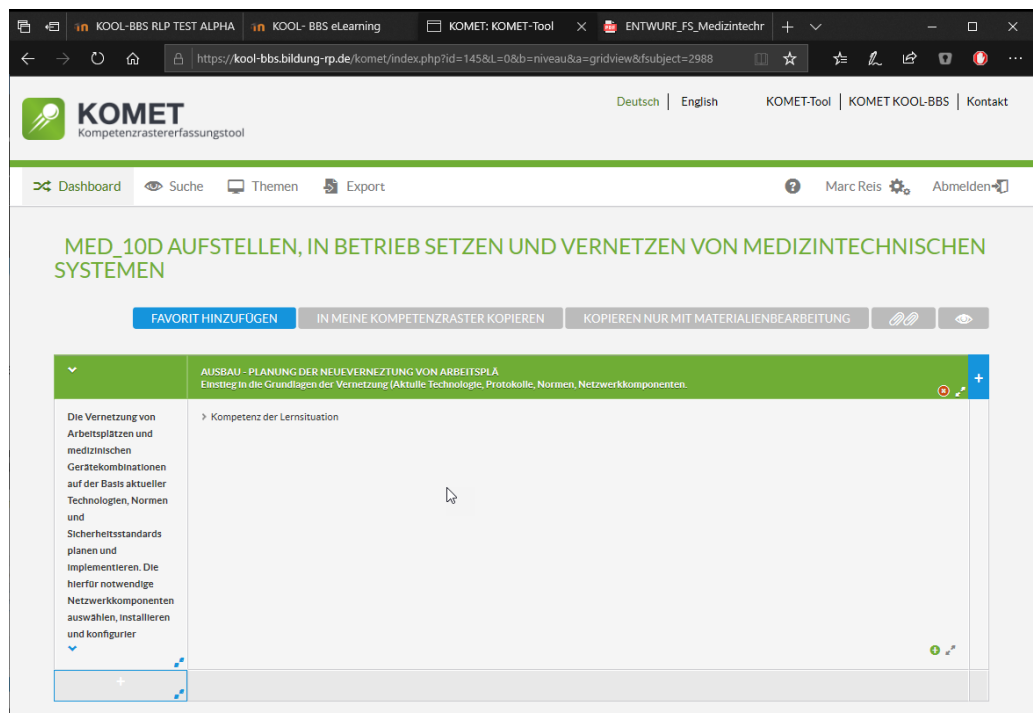 KOOL-BBS RLP TEST ALPHA
KOOL- BBS eLearning
KOMET: KOMET-Tool
ENTWURF_FS_Medizintechr
https://kool-bbs.bildung-rp.de/komet/index.php?id=145&L=0&b=niveau&a=gridview&fsubject=2988
KOMET
Kompetenzrastererfassungstool
Deutsch | English
KOMET-Tool | KOMET KOOL-BBS | Kontakt
Dashboard
Suche
Themen
Export
Marc Reis
Abmelden
MED_10D AUFSTELLEN, IN BETRIEB SETZEN UND VERNETZEN VON MEDIZINTECHNISCHEN
SYSTEMEN
FAVORIT HINZUFÜGEN
IN MEINE KOMPETENZRASTER KOPIEREN
KOPIEREN NUR MIT MATERIALIENBEARBEITUNG
AUSBAU - PLANUNG DER NEUEVERNEZTUNG VON ARBEITSPLÄ
Einstieg in die Grundlagen der Vernetzung (Aktulle Technologie, Protokolle, Normen, Netzwerkkomponenten.
Die Vernetzung von
Arbeitsplätzen und
medizinischen
Gerätekombinationen
auf der Basis aktueller
Technologien, Normen
und
Sicherheitsstandards
planen und
implementieren. Die
hierfür notwendige
Netzwerkkomponenten
auswählen, installieren
und konfigurier
> Kompetenz der Lernsituation